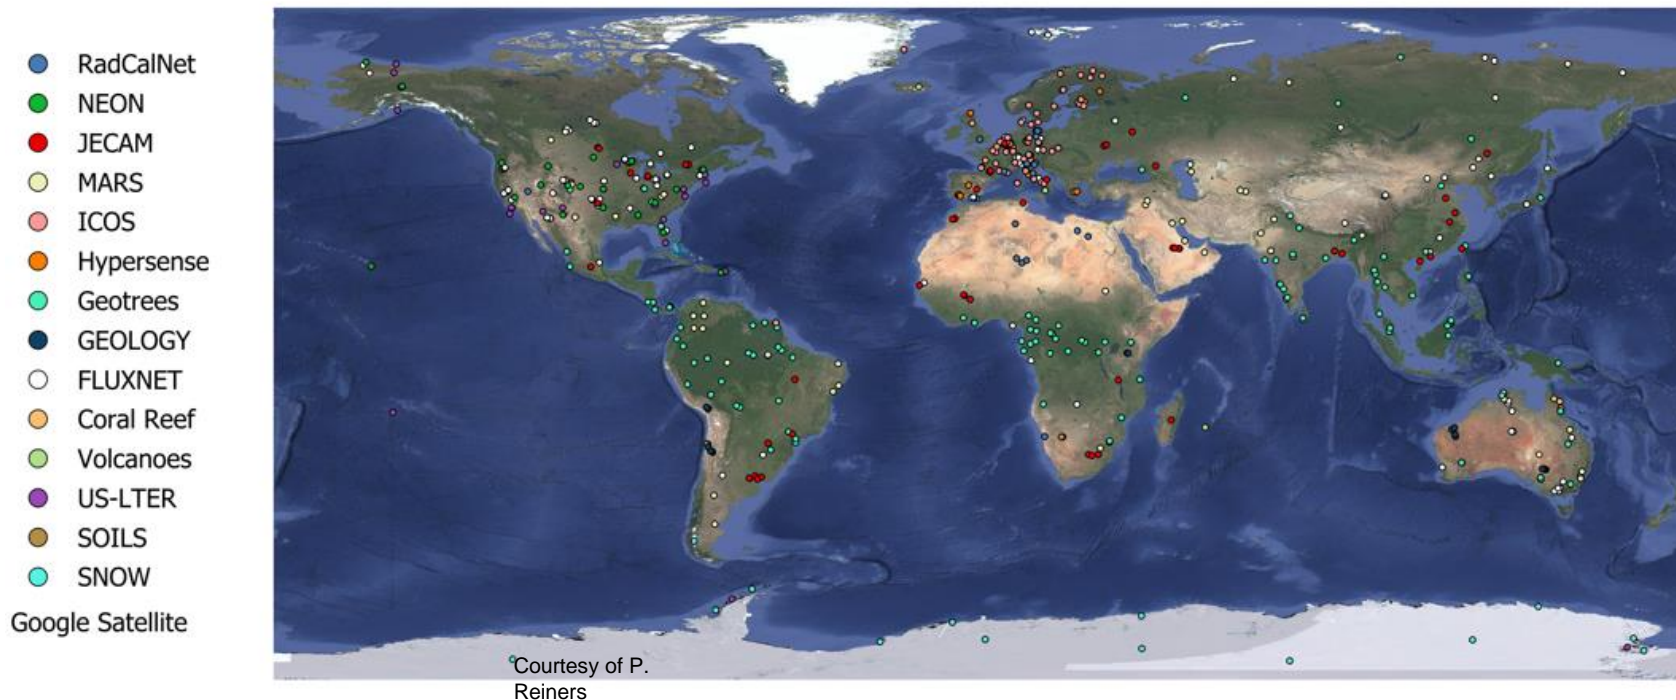 RadCalNet
NEON
JECAM
MARS
ICOS
Hypersense
Geotrees
GEOLOGY
FLUXNET
Coral Reef
Volcanoes
US-LTER
SOILS
SNOW
Google Satellite
Courtesy of P.
Reiners